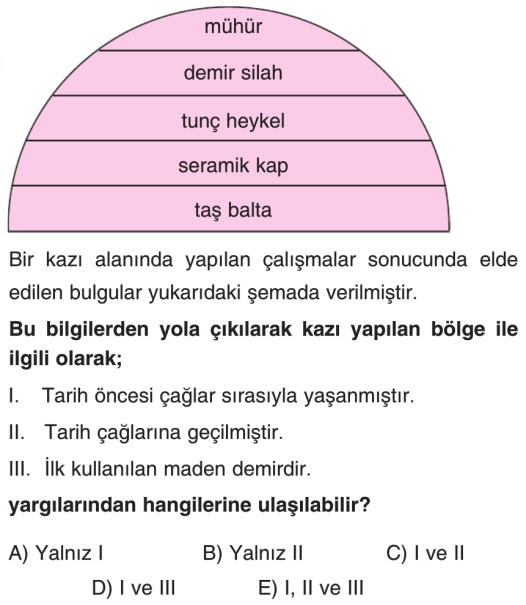 mühür
demir silah
tunç heykel
seramik kap
taş balta
Bir kazı alanında yapılan çalışmalar sonucunda elde
edilen bulgular yukarıdaki şemada verilmiştir.
Bu bilgilerden yola çıkılarak kazı yapılan bölge ile
ilgili olarak;
I. Tarih öncesi çağlar sırasıyla yaşanmıştır.
II. Tarih çağlarına geçilmiştir.
III. İlk kullanılan maden demirdir.
yargılarından hangilerine ulaşılabilir?
A) Yalnız I B) Yalnız II C) I ve II
D) I ve III E) I, II ve III